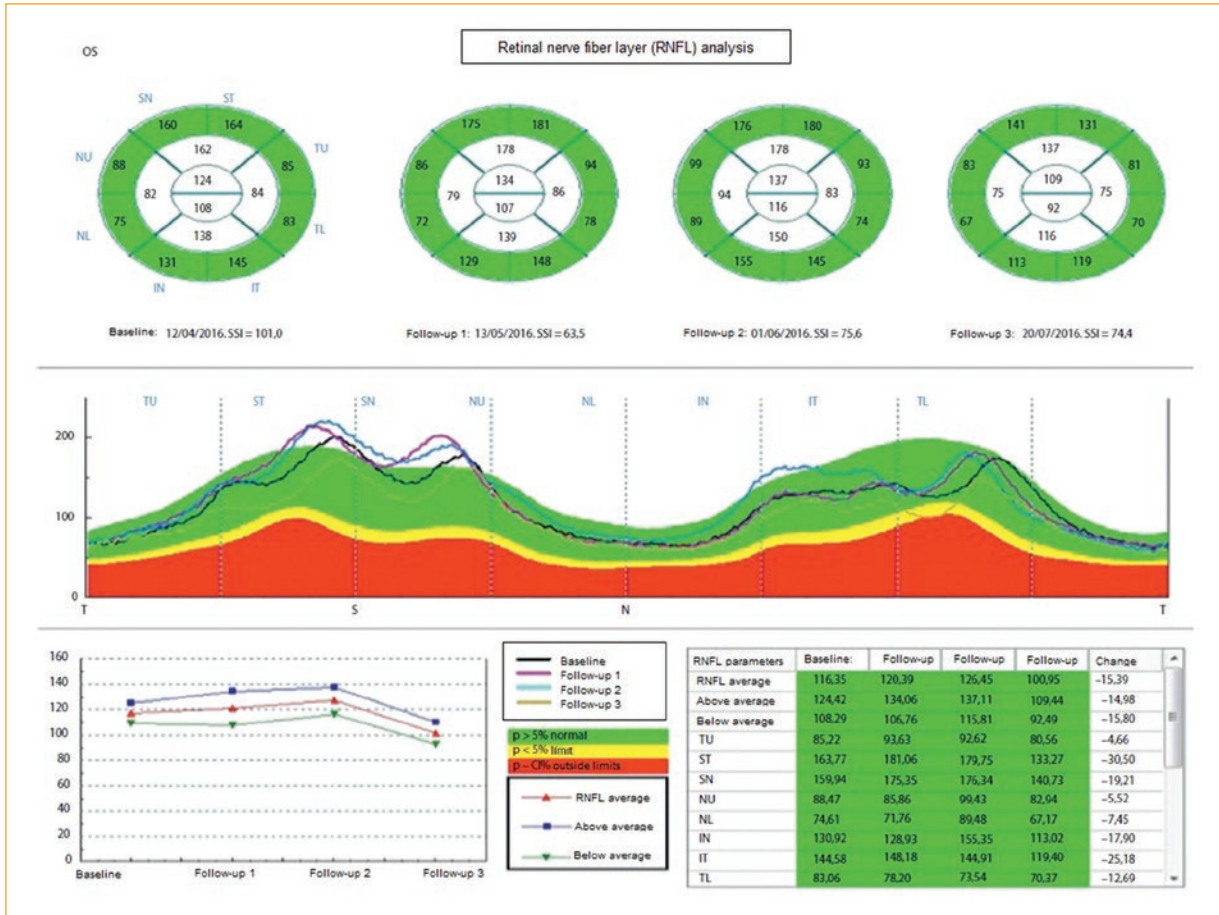 OS
Retinal nerve fiber layer (RNFL) analysis
SN ST
NU TU
NL TL
IN IT
160 164
88 85
162
124
82 84
108
75 83
138
131 145
175 181
86 94
178
134
79 86
107
72 78
139
129 148
176 180
99 93
178
137
94 83
116
89 74
150
155 145
141 131
83 81
137
109
75 75
92
67 70
116
113 119
Baseline: 12/04/2016. SSI = 101,0
Follow-up 1: 13/05/2016. SSI = 63,5
Follow-up 2: 01/06/2016. SSI = 75,6
Follow-up 3: 20/07/2016. SSI = 74,4
TU ST SN NU NL IN IT TL
200
100
0
T S N T
160
140
120
100
80
60
40
20
0
Baseline Follow-up 1 Follow-up 2 Follow-up 3
Baseline
Follow-up 1
Follow-up 2
Follow-up 3
p > 5% normal
p < 5% limit
p – Cl% outside limits
RNFL average
Above average
Below average
RNFL parameters Baseline: Follow-up Follow-up Follow-up Change
RNFL average 116,35 120,39 126,45 100,95 –15,39
Above average 124,42 134,06 137,11 109,44 –14,98
Below average 108.29 106,76 115,81 92,49 –15,80
TU 85,22 93,63 92,62 80,56 –4,66
ST 163,77 181,06 179,75 133,27 –30,50
SN 159,94 175,35 176,34 140,73 –19,21
NU 88,47 85,86 99,43 82,94 –5,52
NL 74,61 71,76 89,48 67,17 –7,45
IN 130,92 128,93 155,35 113,02 –17,90
IT 144,58 148,18 144,91 119,40 –25,18
TL 83,06 78,20 73,54 70,37 –12,69